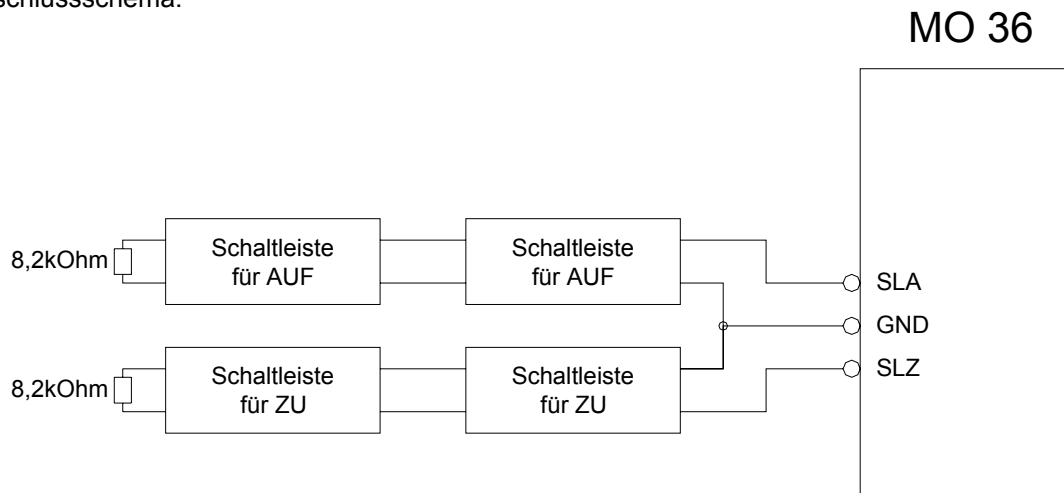 schlussschema:
MO 36
8,2kOhm
Schaltleiste
für AUF
Schaltleiste
für AUF
SLA
GND
SLZ
8,2kOhm
Schaltleiste
für ZU
Schaltleiste
für ZU